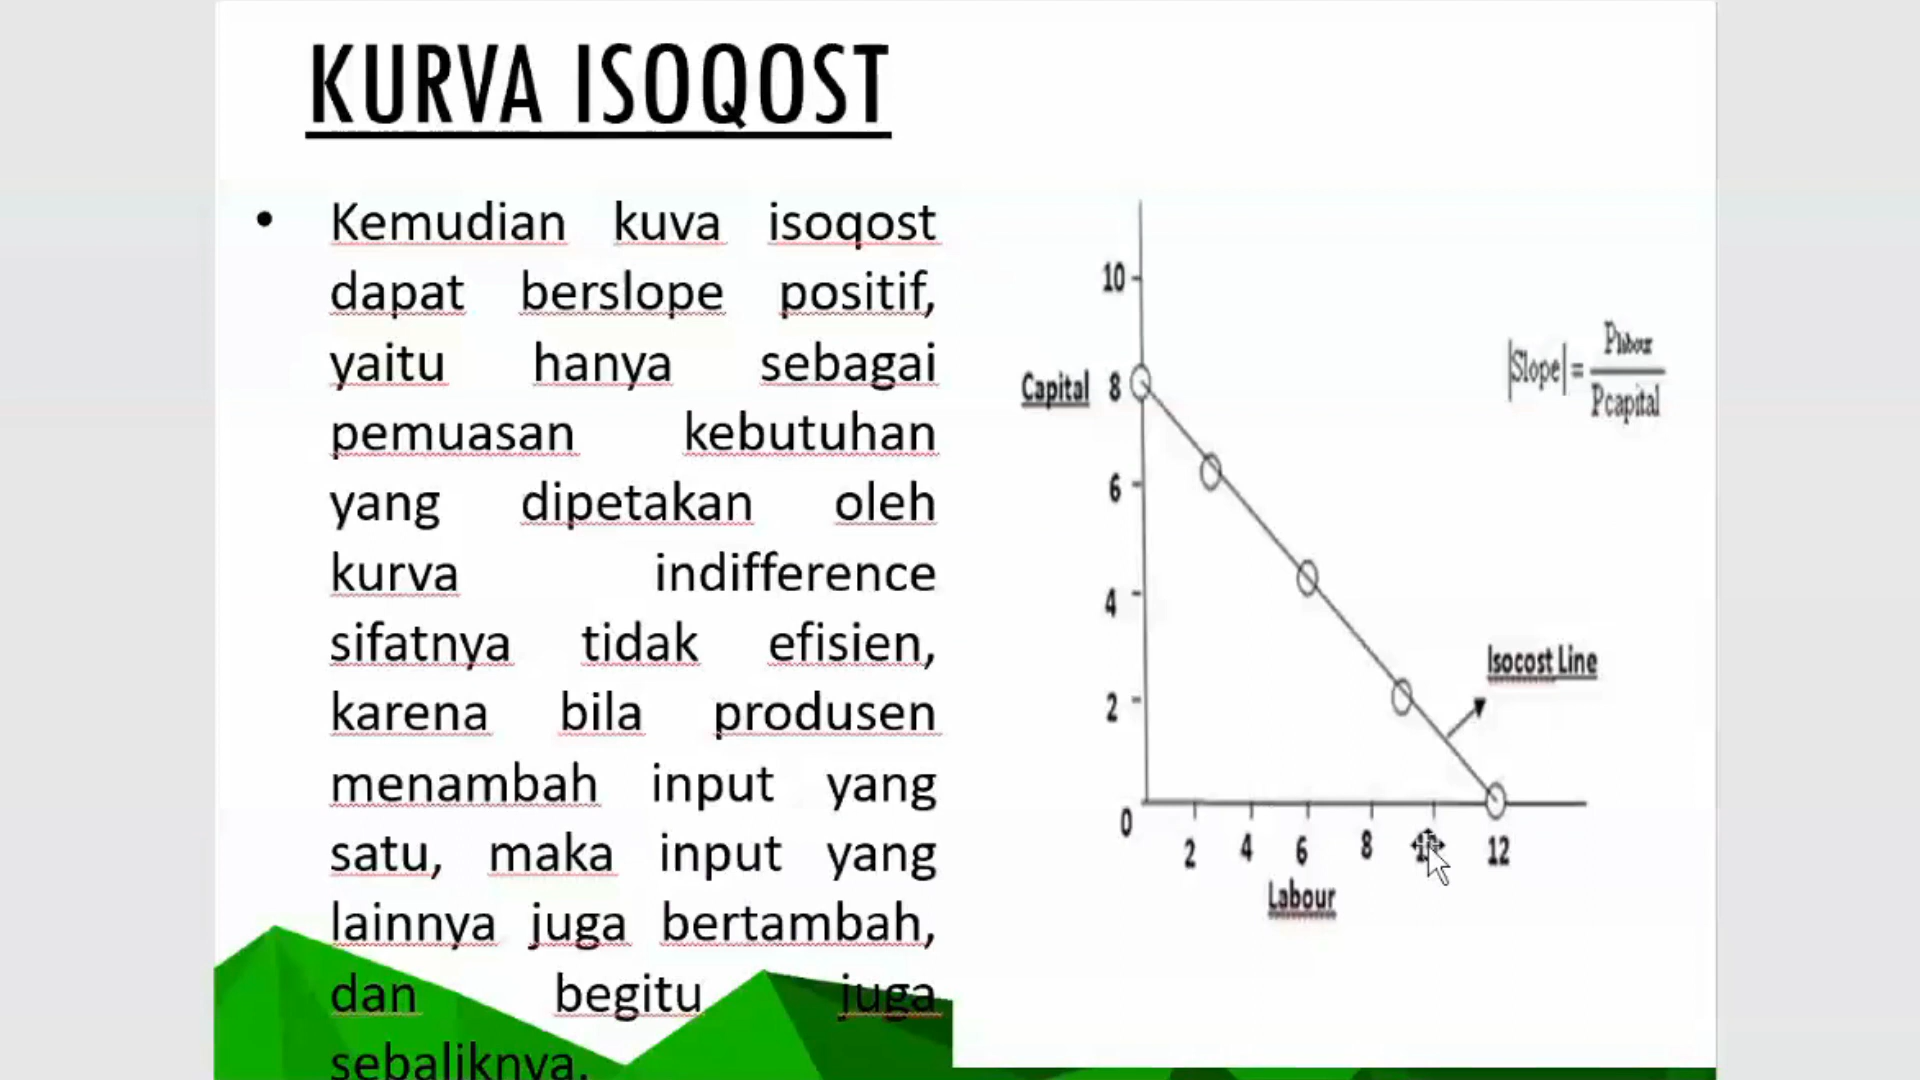 KURVA ISOQOST
• Kemudian kuva isoqost
dapat berslope positif,
yaitu hanya sebagai
pemuasan kebutuhan
yang dipetakan oleh
kurva indifference
sifatnya tidak efisien,
karena bila produsen
menambah input yang
satu, maka input yang
lainnya juga bertambah,
dan begitu juga
sebaliknya.
10
Capital 8
6
4
2
0
2 4 6 8 12
Labour
|Slope| = Plabour
Pcapital
Isocost Line